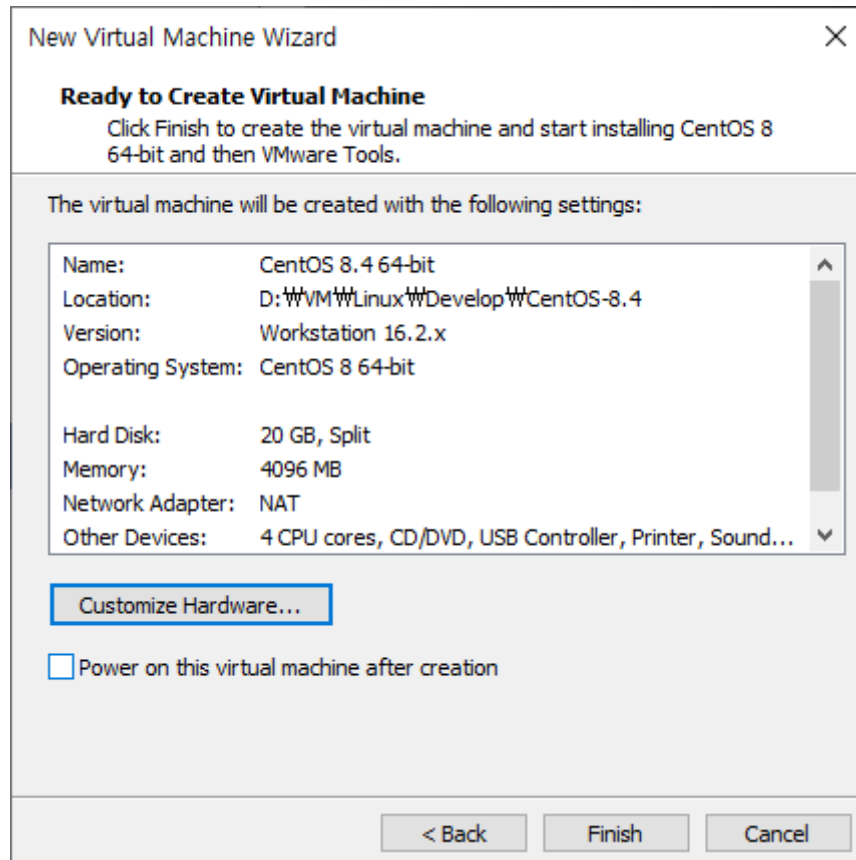 New Virtual Machine Wizard
Ready to Create Virtual Machine
Click Finish to create the virtual machine and start installing CentOS 8
64-bit and then VMware Tools.
The virtual machine will be created with the following settings:
Name: CentOS 8.4 64-bit
Location: D:₩VM₩Linux₩Develop₩CentOS-8.4
Version: Workstation 16.2.x
Operating System: CentOS 8 64-bit
Hard Disk: 20 GB, Split
Memory: 4096 MB
Network Adapter: NAT
Other Devices: 4 CPU cores, CD/DVD, USB Controller, Printer, Sound...
Customize Hardware...
Power on this virtual machine after creation
< Back Finish Cancel